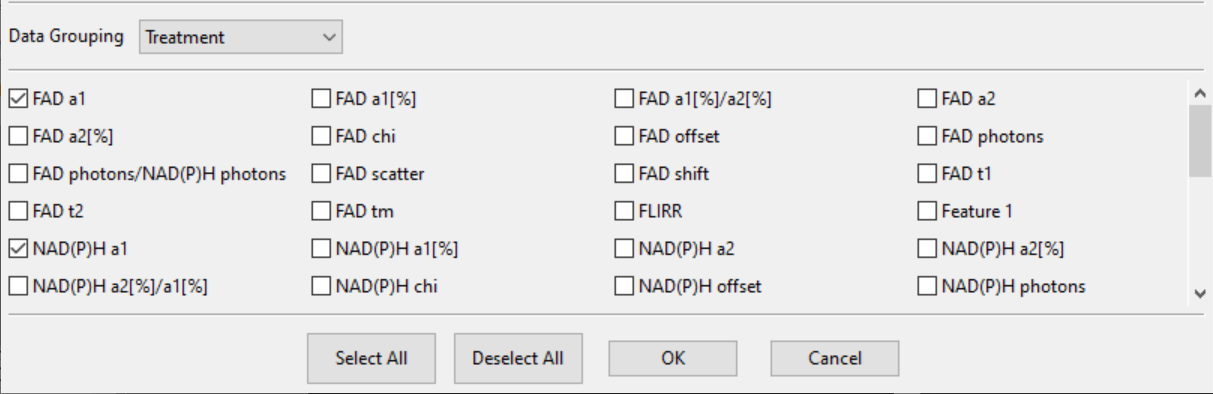 Data Grouping Treatment
FAD a1 FAD a1[%] FAD a1[%]/a2[%] FAD a2
FAD a2[%] FAD chi FAD offset FAD photons
FAD photons/NAD(P)H photons FAD scatter FAD shift FAD t1
FAD t2 FAD tm FLIRR Feature 1
NAD(P)H a1 NAD(P)H a1[%] NAD(P)H a2 NAD(P)H a2[%]
NAD(P)H a2[%]/a1[%] NAD(P)H chi NAD(P)H offset NAD(P)H photons
Select All Deselect All OK Cancel